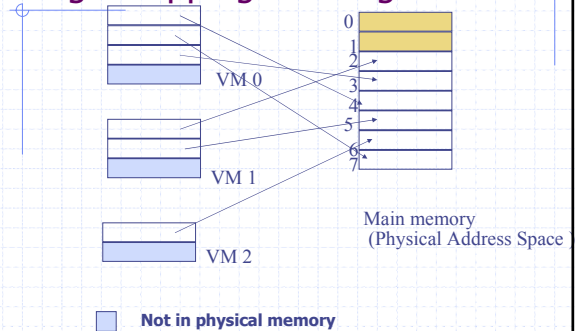 0
1
2
3
4
5
6
7
VM 0
VM 1
VM 2
Main memory
(Physical Address Space )
Not in physical memory